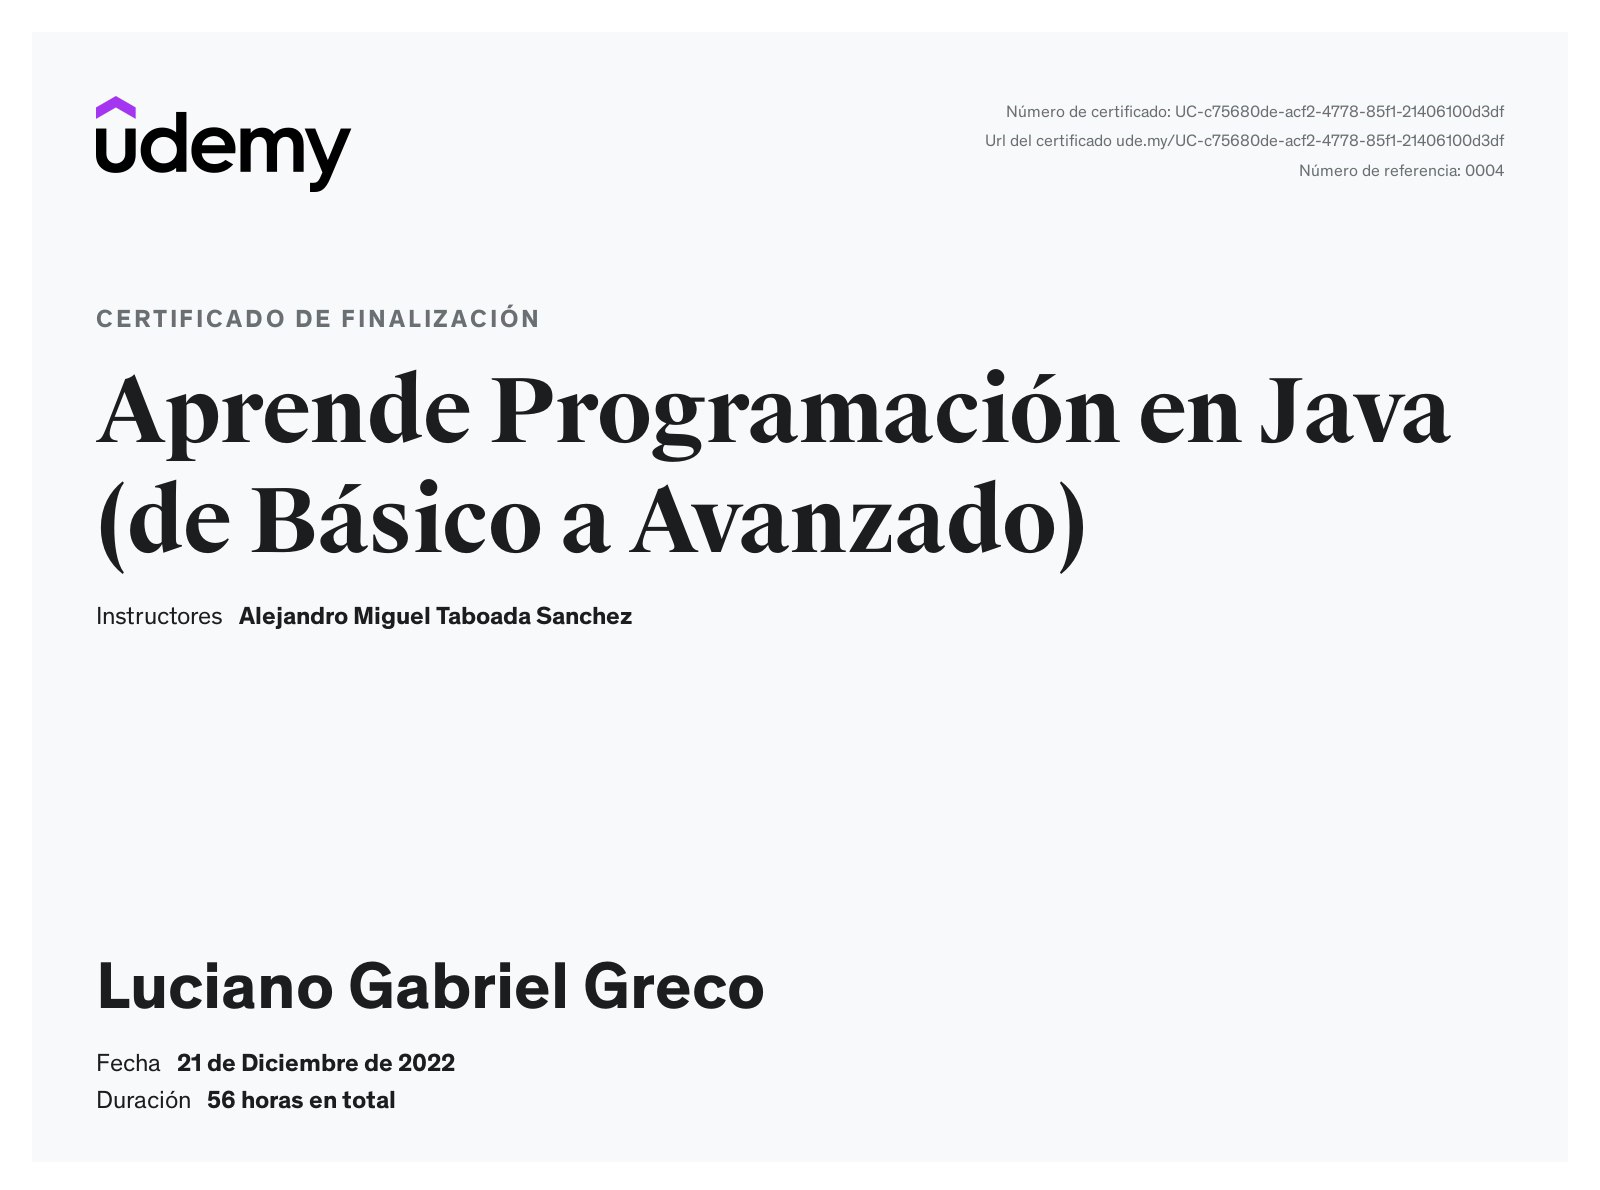 udemy
Número de certificado: UC-c75680de-acf2-4778-85f1-21406100d3df
Url del certificado ude.my/UC-c75680de-acf2-4778-85f1-21406100d3df
Número de referencia: 0004
CERTIFICADO DE FINALIZACIÓN
Aprende Programación en Java
(de Básico a Avanzado)
Instructores Alejandro Miguel Taboada Sanchez
Luciano Gabriel Greco
Fecha 21 de Diciembre de 2022
Duración 56 horas en total